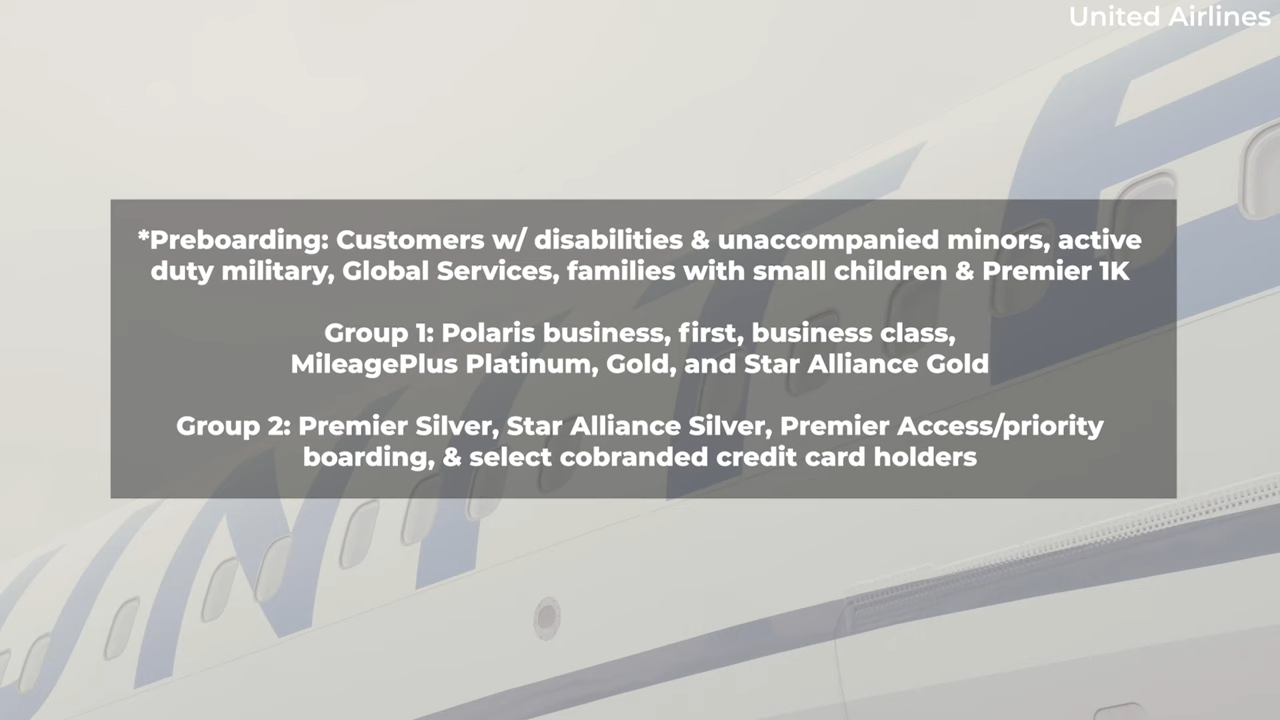 United Airlines
*Preboarding: Customers w/ disabilities & unaccompanied minors, active
duty military, Global Services, families with small children & Premier 1K
Group 1: Polaris business, first, business class,
MileagePlus Platinum, Gold, and Star Alliance Gold
Group 2: Premier Silver, Star Alliance Silver, Premier Access/priority
boarding, & select cobranded credit card holders
UNITE